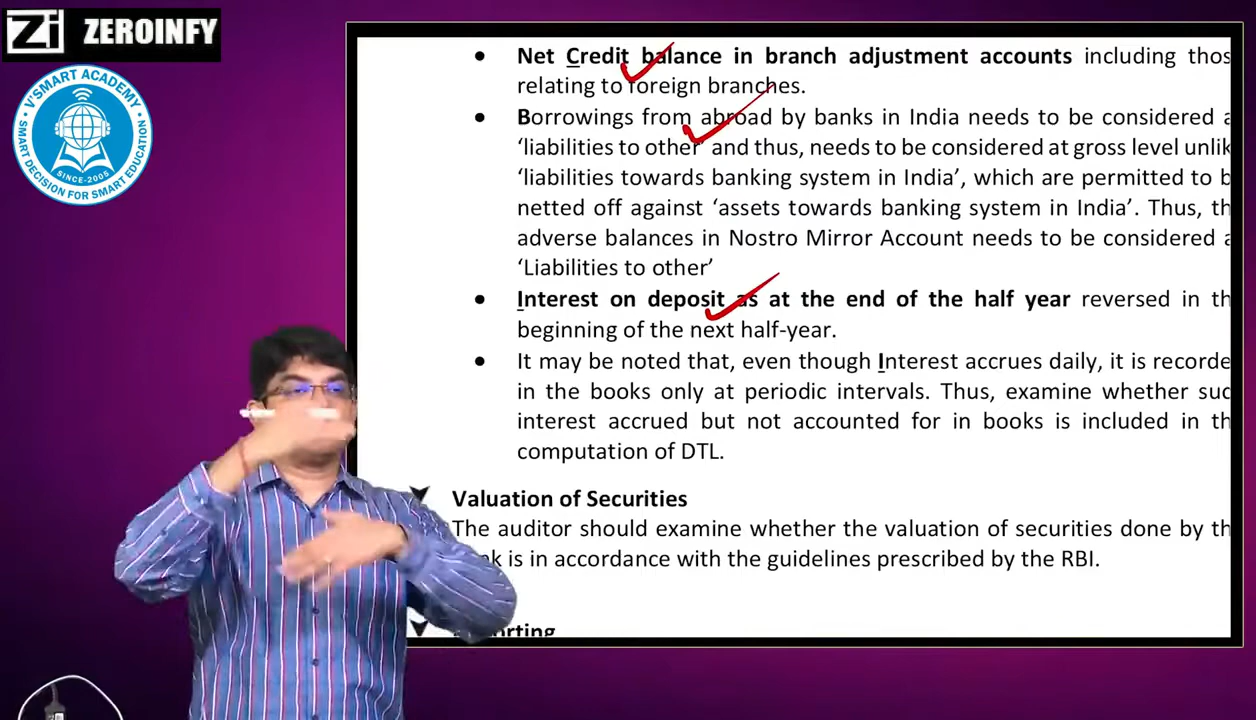 Zi ZEROINFY
V'SMART ACADEMY
SINCE-2005
SMART DECISION FOR SMART EDUCATION
• Net Credit balance in branch adjustment accounts including thos
relating to foreign branches.
• Borrowings from abroad by banks in India needs to be considered a
‘liabilities to other’ and thus, needs to be considered at gross level unlik
‘liabilities towards banking system in India’, which are permitted to b
netted off against ‘assets towards banking system in India’. Thus, th
adverse balances in Nostro Mirror Account needs to be considered a
‘Liabilities to other’
• Interest on deposit as at the end of the half year reversed in th
beginning of the next half-year.
• It may be noted that, even though Interest accrues daily, it is recorde
in the books only at periodic intervals. Thus, examine whether suc
interest accrued but not accounted for in books is included in th
computation of DTL.
Valuation of Securities
The auditor should examine whether the valuation of securities done by th
is in accordance with the guidelines prescribed by the RBI.